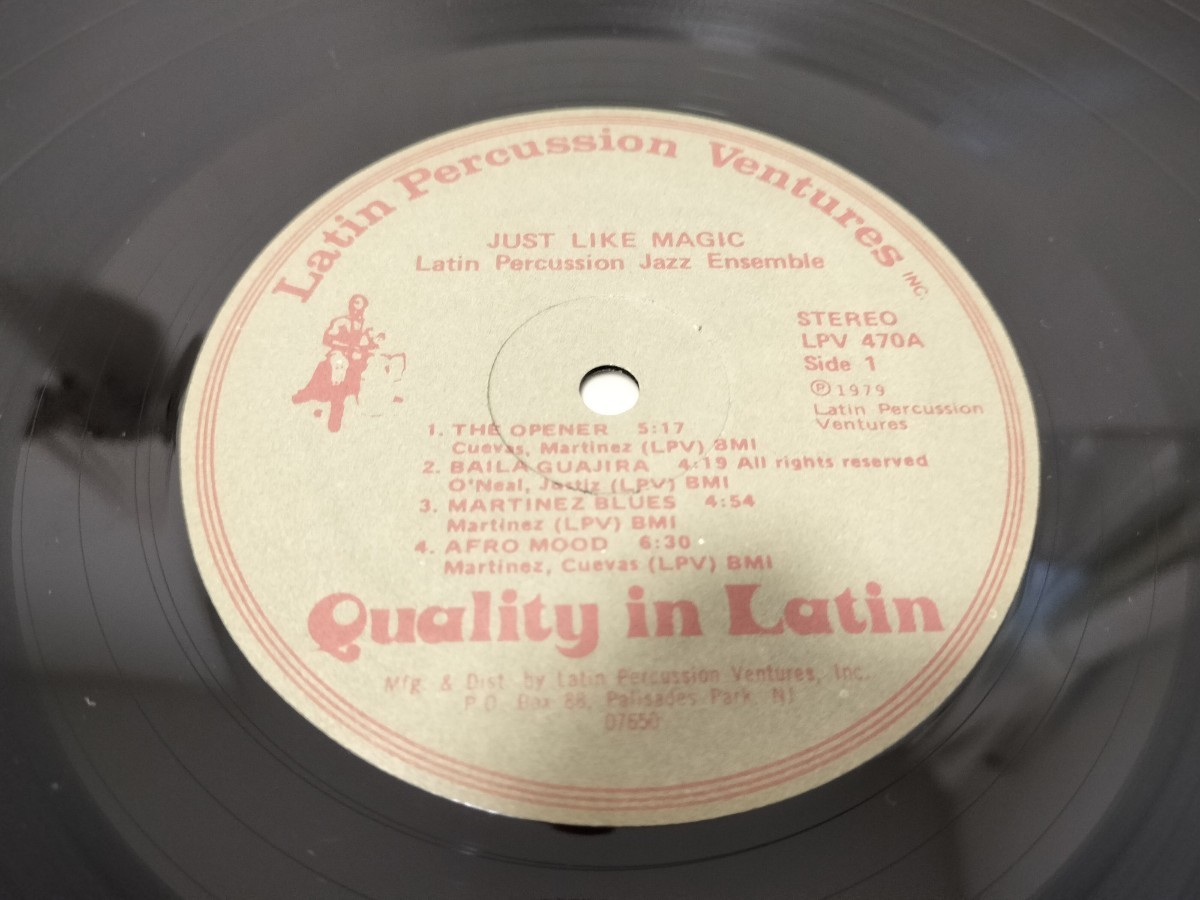 Latin Percussion Ventures INC.
JUST LIKE MAGIC
Latin Percussion Jazz Ensemble
STEREO
LPV 470A
Side 1
℗1979
Latin Percussion
Ventures
1. THE OPENER 5:17
Cuevas, Martinez (LPV) BMI
2. BAILA GUAJIRA 4:19 All rights reserved
O'Neal, Justiz (LPV) BMI
3. MARTINEZ BLUES 4:54
Martinez (LPV) BMI
4. AFRO MOOD 6:30
Martinez, Cuevas (LPV) BMI
Quality in Latin
Mfg. & Dist. by Latin Percussion Ventures, Inc.
P.O. Box 88, Palisades Park, NJ
07650